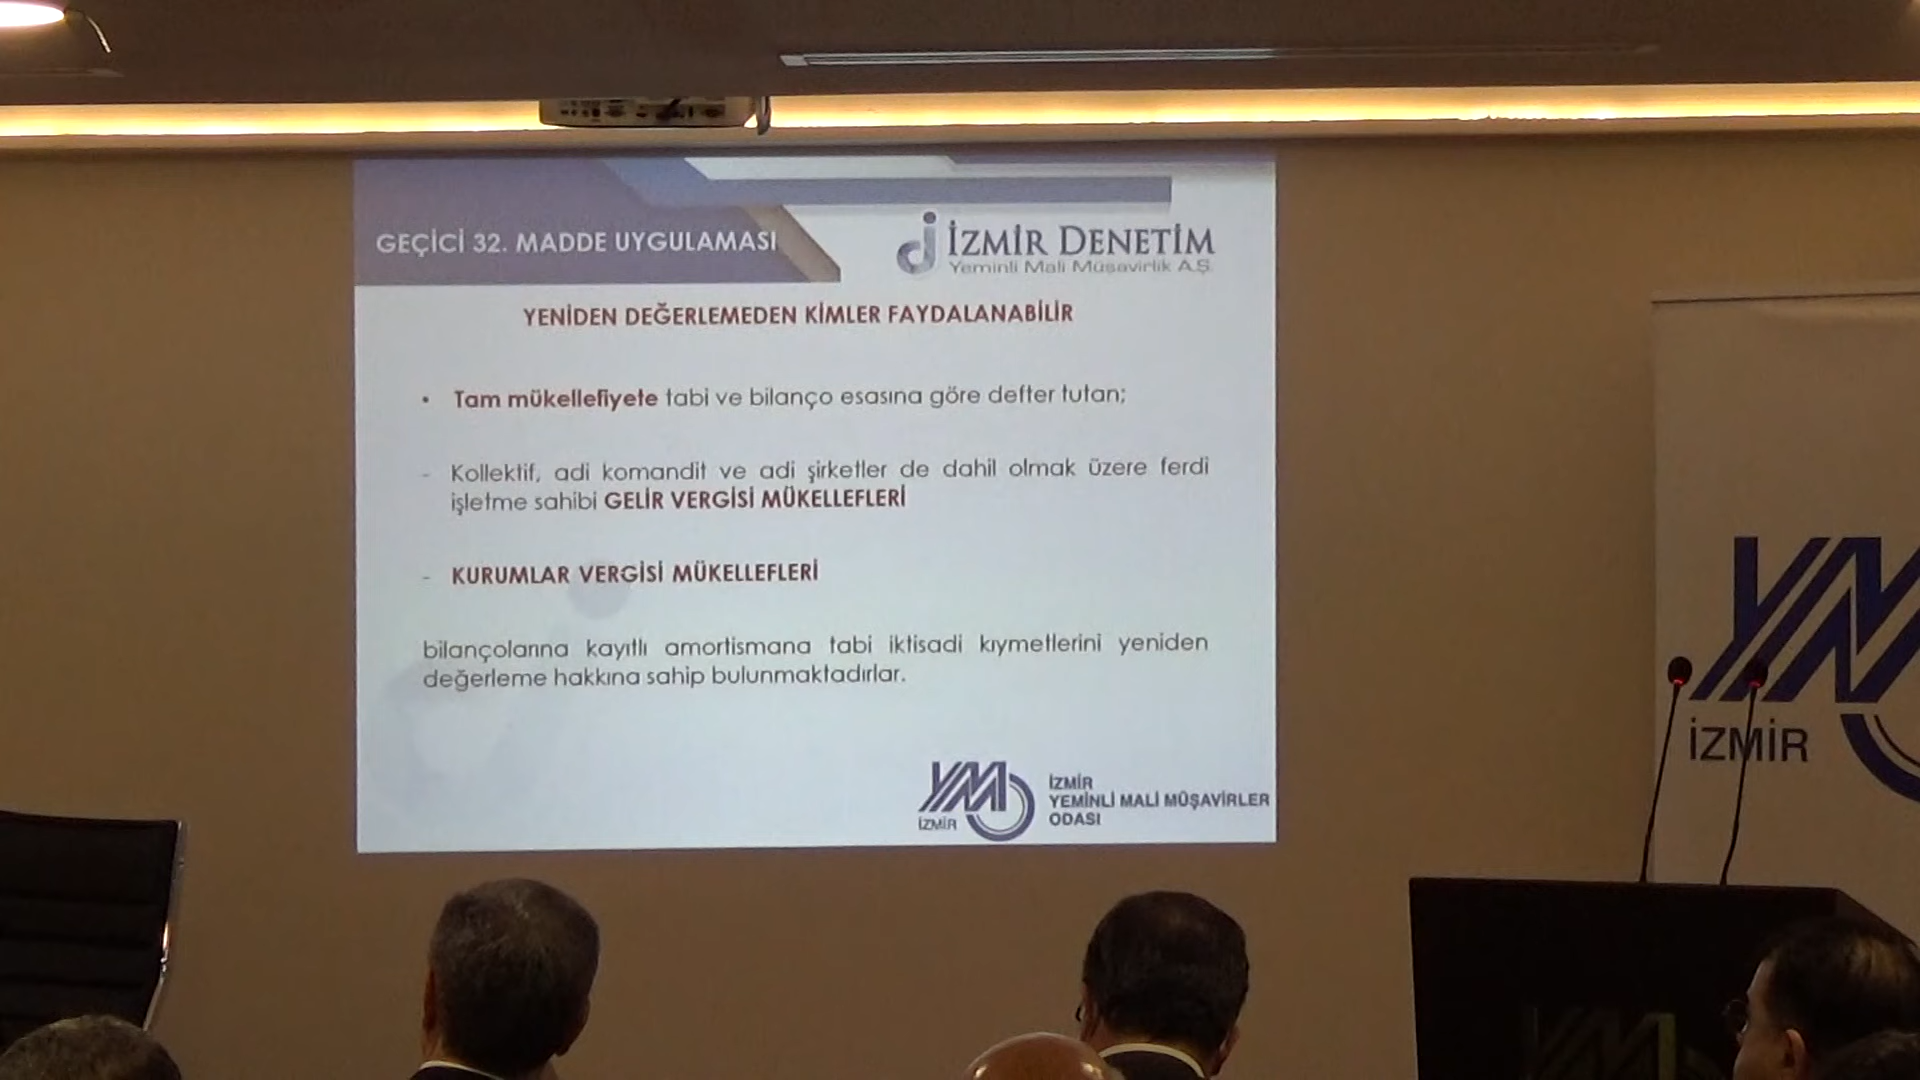 GEÇİCİ 32. MADDE UYGULAMASI
İZMİR DENETİM
Yeminli Mali Müşavirlik A.Ş.
YENİDEN DEĞERLEMEDEN KİMLER FAYDALANABİLİR
• Tam mükellefiyete tabi ve bilanço esasına göre defter tutan;
- Kollektif, adi komandit ve adi şirketler de dahil olmak üzere ferdi
işletme sahibi GELİR VERGİSİ MÜKELLEFLERİ
- KURUMLAR VERGİSİ MÜKELLEFLERİ
bilançolarına kayıtlı amortismana tabi iktisadi kıymetlerini yeniden
değerleme hakkına sahip bulunmaktadırlar.
YMM
İZMİR
İZMİR
YEMİNLİ MALİ MÜŞAVİRLER
ODASI
İZMİR